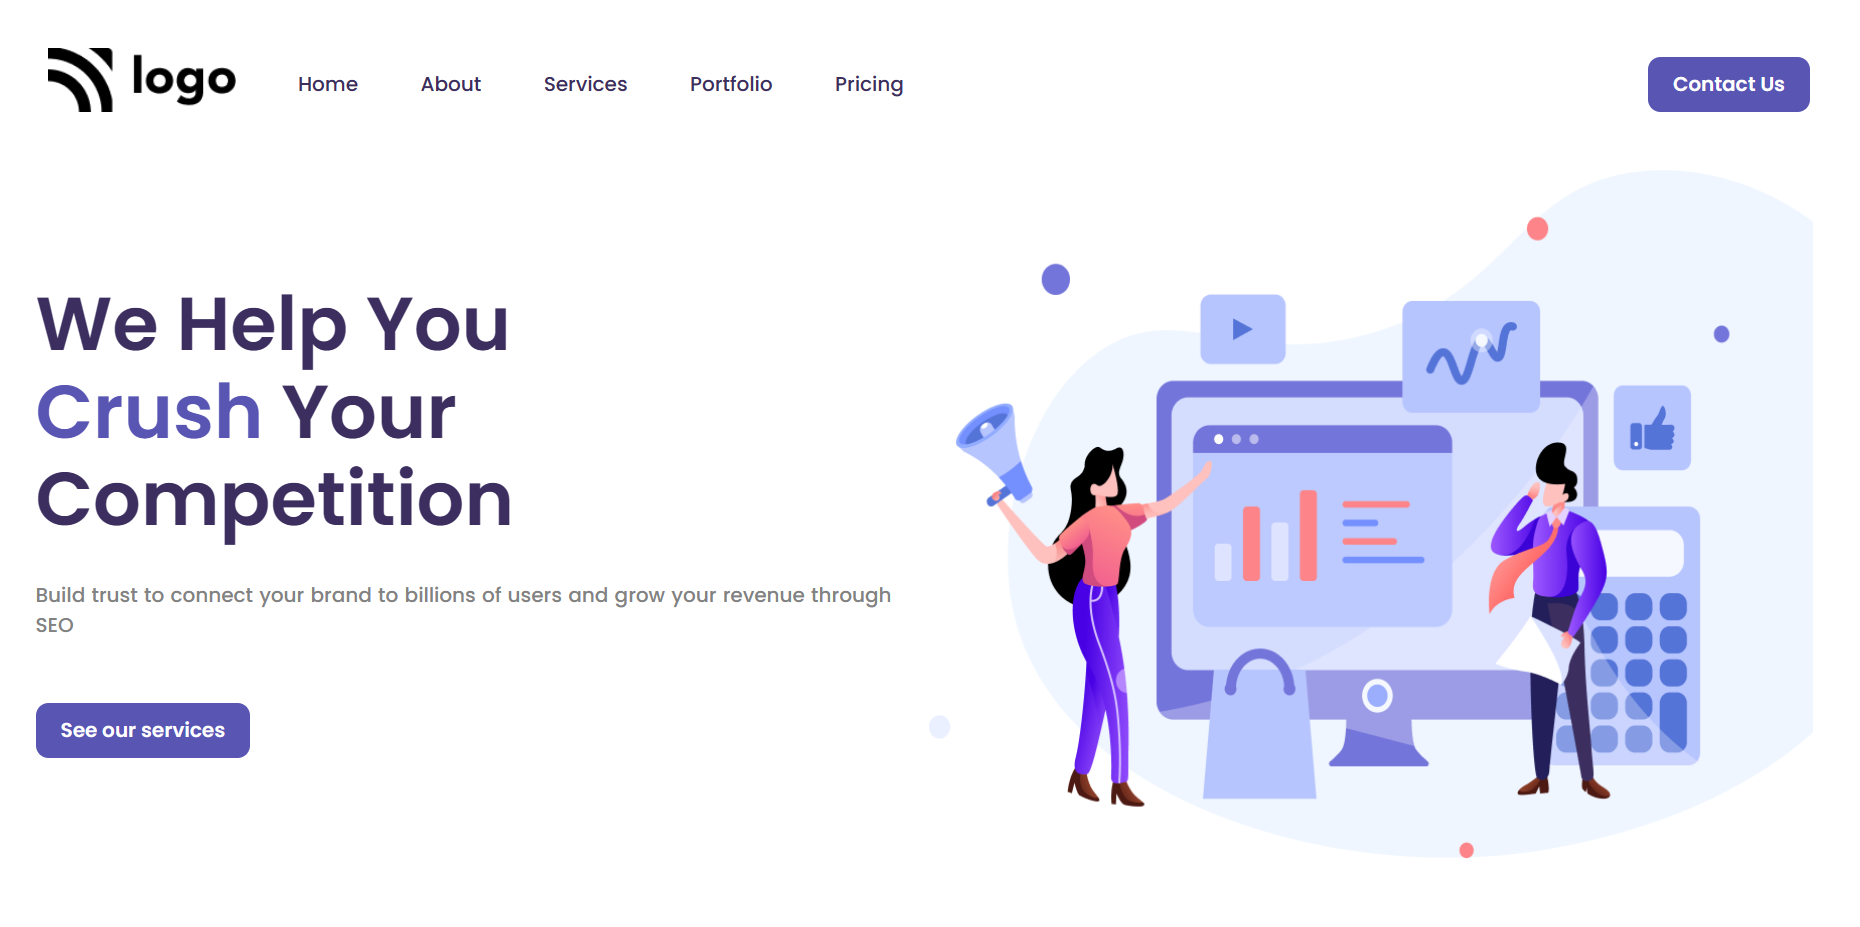 logo
Home About Services Portfolio Pricing
Contact Us
We Help You
Crush Your
Competition
Build trust to connect your brand to billions of users and grow your revenue through
SEO
See our services